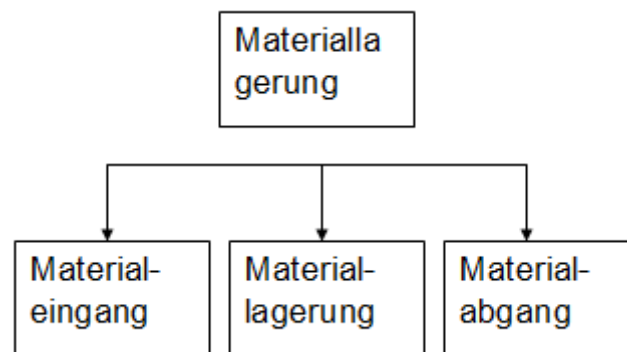 Materialla
gerung
Material-
eingang
Material-
lagerung
Material-
abgang